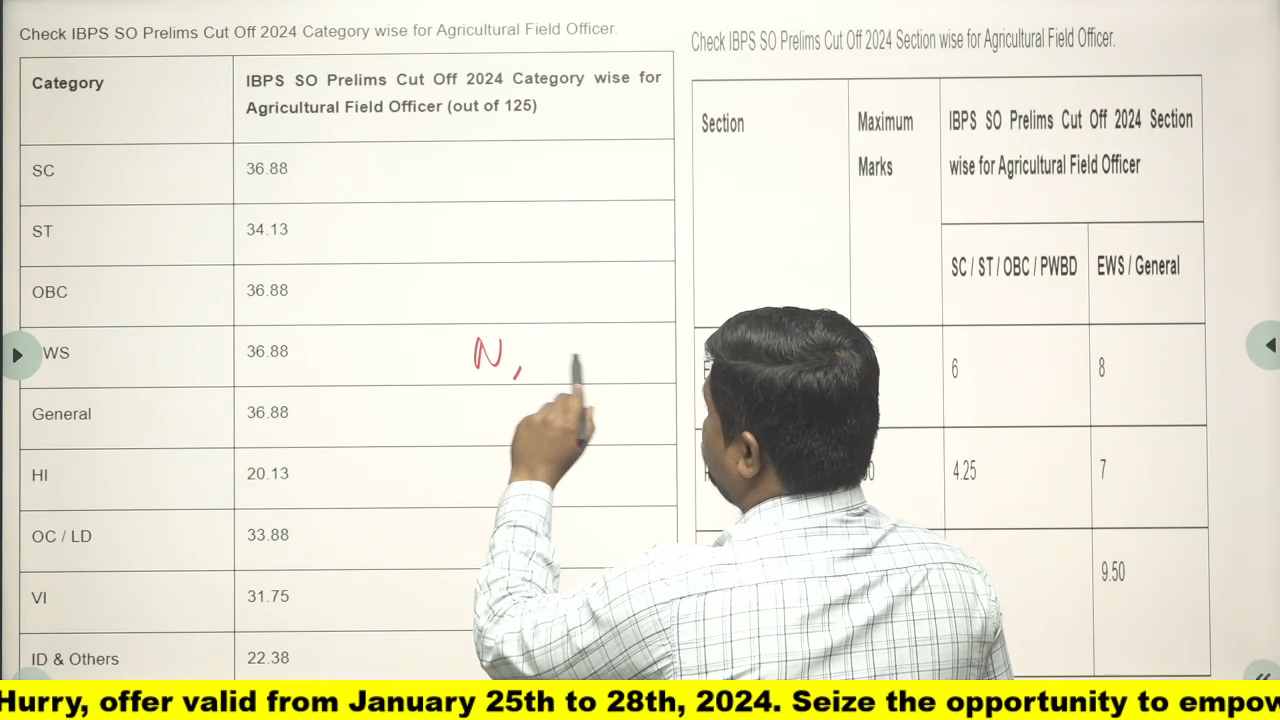 Check IBPS SO Prelims Cut Off 2024 Category wise for Agricultural Field Officer.
Category
IBPS SO Prelims Cut Off 2024 Category wise for
Agricultural Field Officer (out of 125)
SC 36.88
ST 34.13
OBC 36.88
WS 36.88
General 36.88
HI 20.13
OC / LD 33.88
VI 31.75
ID & Others 22.38
N,
Check IBPS SO Prelims Cut Off 2024 Section wise for Agricultural Field Officer.
Section
Maximum
Marks
IBPS SO Prelims Cut Off 2024 Section
wise for Agricultural Field Officer
SC / ST / OBC / PWBD EWS / General
6 8
4.25 7
9.50
Hurry, offer valid from January 25th to 28th, 2024. Seize the opportunity to empov